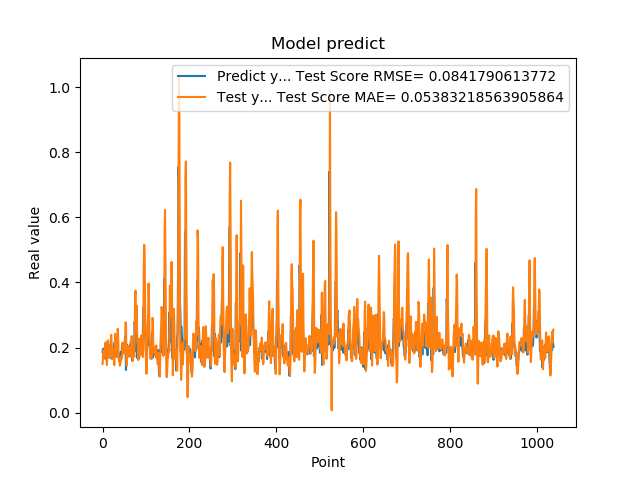 Model predict
Predict y... Test Score RMSE= 0.0841790613772
Test y... Test Score MAE= 0.05383218563905864
1.0
0.8
0.6
0.4
0.2
0.0
Real value
0 200 400 600 800 1000
Point